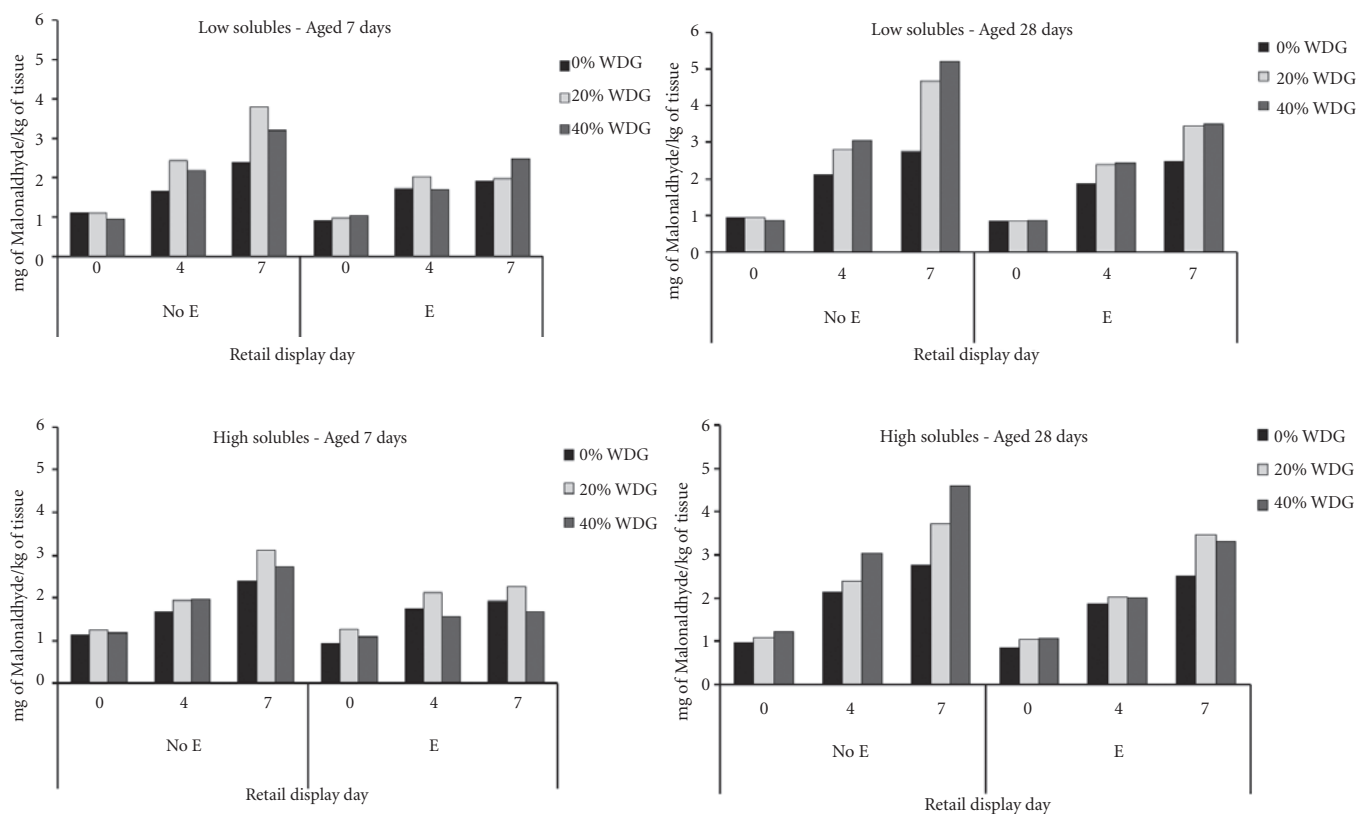 Low solubles - Aged 7 days
mg of Malonaldhyde/kg of tissue
6
5
4
3
2
1
0
0% WDG
20% WDG
40% WDG
0 4 7 0 4 7
No E E
Retail display day
Low solubles - Aged 28 days
mg of Malonaldhyde/kg of tissue
6
5
4
3
2
1
0
0% WDG
20% WDG
40% WDG
0 4 7 0 4 7
No E E
Retail display day
High solubles - Aged 7 days
mg of Malonaldhyde/kg of tissue
6
5
4
3
2
1
0
0% WDG
20% WDG
40% WDG
0 4 7 0 4 7
No E E
Retail display day
High solubles - Aged 28 days
mg of Malonaldhyde/kg of tissue
6
5
4
3
2
1
0
0% WDG
20% WDG
40% WDG
0 4 7 0 4 7
No E E
Retail display day